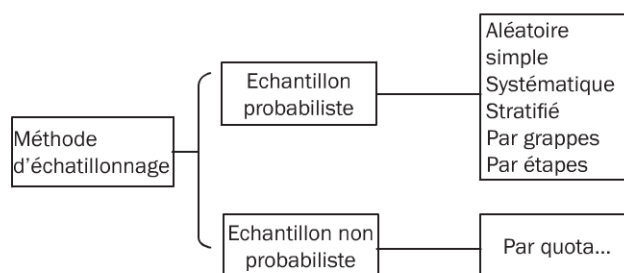 Méthode
d'échatillonnage
Echantillon
probabiliste
Aléatoire
simple
Systématique
Stratifié
Par grappes
Par étapes
Echantillon non
probabiliste
Par quota...